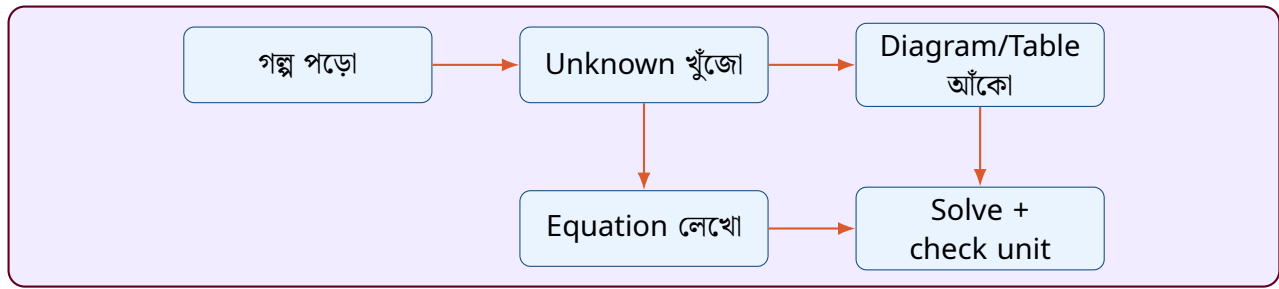 গল্প পড়ো
Unknown খুঁজো
Diagram/Table
আঁকো
Equation লেখো
Solve +
check unit